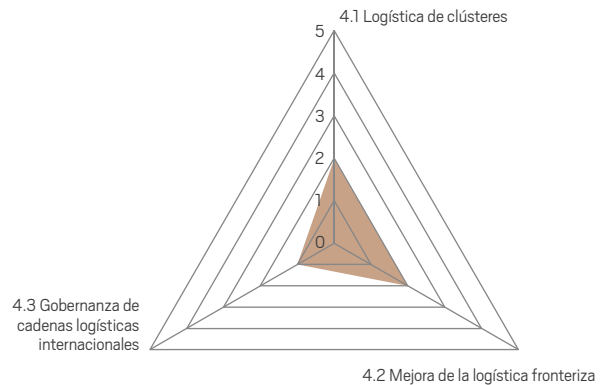 4.1 Logística de clústeres
5
4
3
2
1
0
4.3 Gobernanza de
cadenas logísticas
internacionales
4.2 Mejora de la logística fronteriza